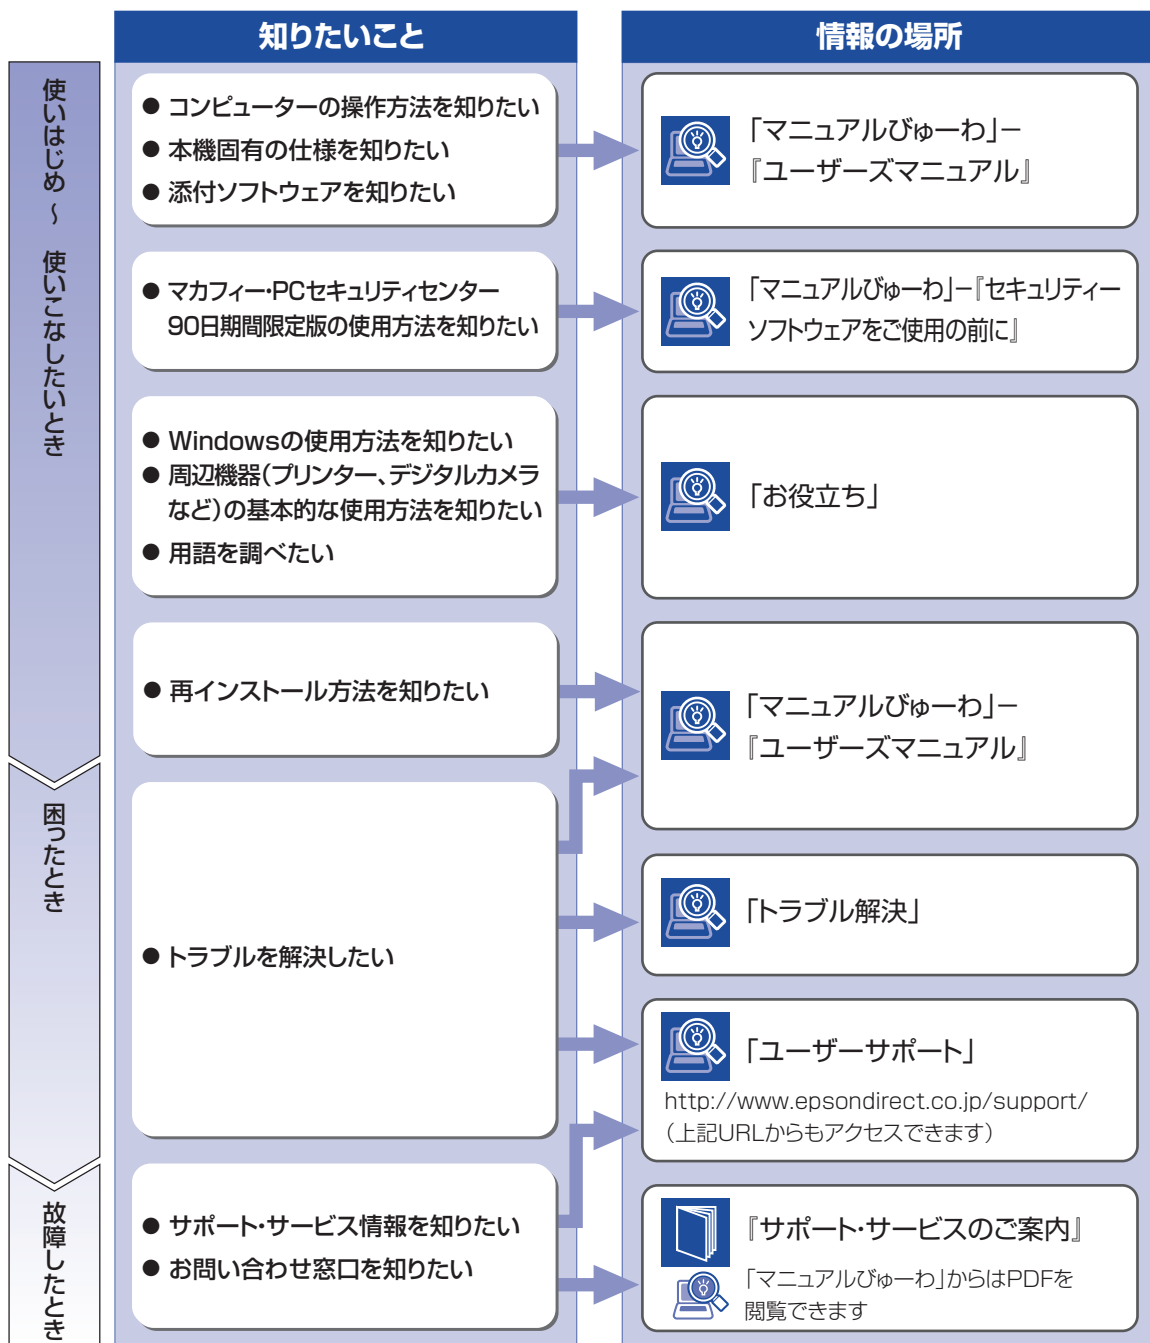 知りたいこと
情報の場所
使いはじめ ～ 使いこなしたいとき
● コンピューターの操作方法を知りたい
● 本機固有の仕様を知りたい
● 添付ソフトウェアを知りたい
「マニュアルびゅーわ」－
『ユーザーズマニュアル』
● マカフィー・PCセキュリティセンター
90日期間限定版の使用方法を知りたい
「マニュアルびゅーわ」－『セキュリティー
ソフトウェアをご使用の前に』
● Windowsの使用方法を知りたい
● 周辺機器（プリンター、デジタルカメラ
など）の基本的な使用方法を知りたい
● 用語を調べたい
「お役立ち」
● 再インストール方法を知りたい
「マニュアルびゅーわ」－
『ユーザーズマニュアル』
困ったとき
● トラブルを解決したい
「トラブル解決」
「ユーザーサポート」
http://www.epsondirect.co.jp/support/
（上記URLからもアクセスできます）
故障したとき
● サポート・サービス情報を知りたい
● お問い合わせ窓口を知りたい
『サポート・サービスのご案内』
「マニュアルびゅーわ」からはPDFを
閲覧できます